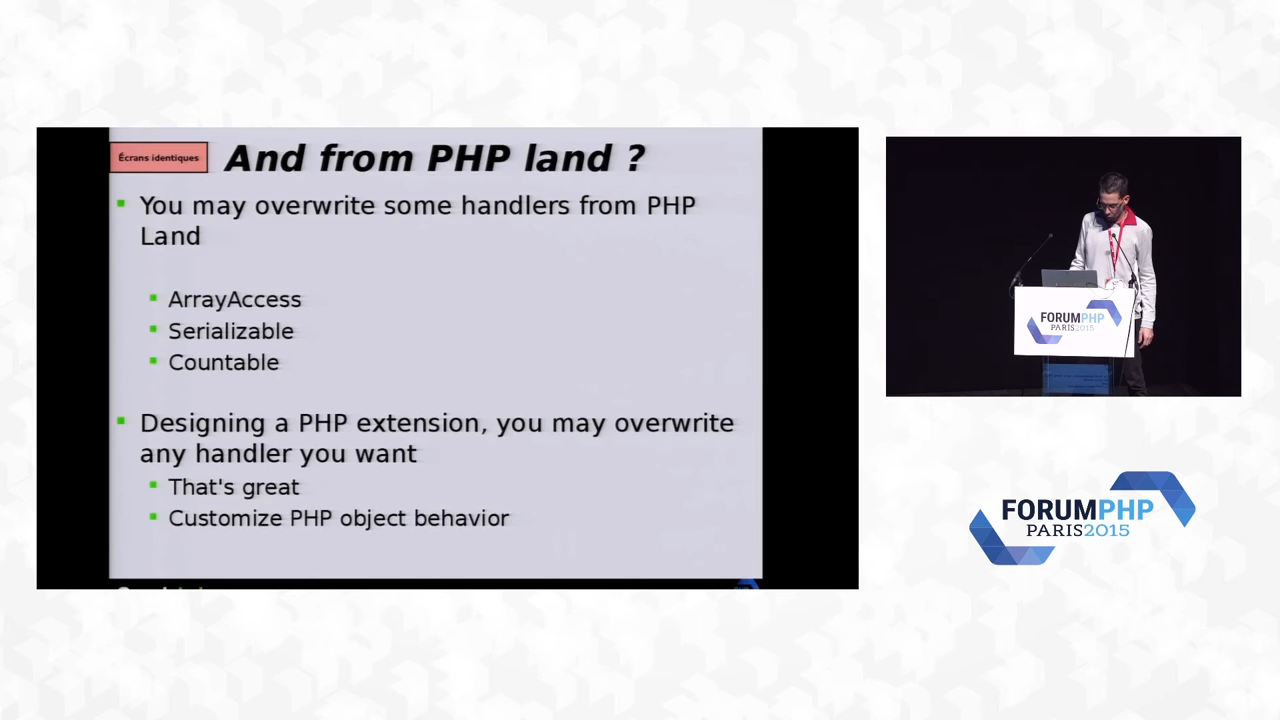 Écrans identiques
And from PHP land ?
You may overwrite some handlers from PHP
Land
ArrayAccess
Serializable
Countable
Designing a PHP extension, you may overwrite
any handler you want
That's great
Customize PHP object behavior
FORUMPHP
PARIS2015
FORUMPHP
PARIS2015